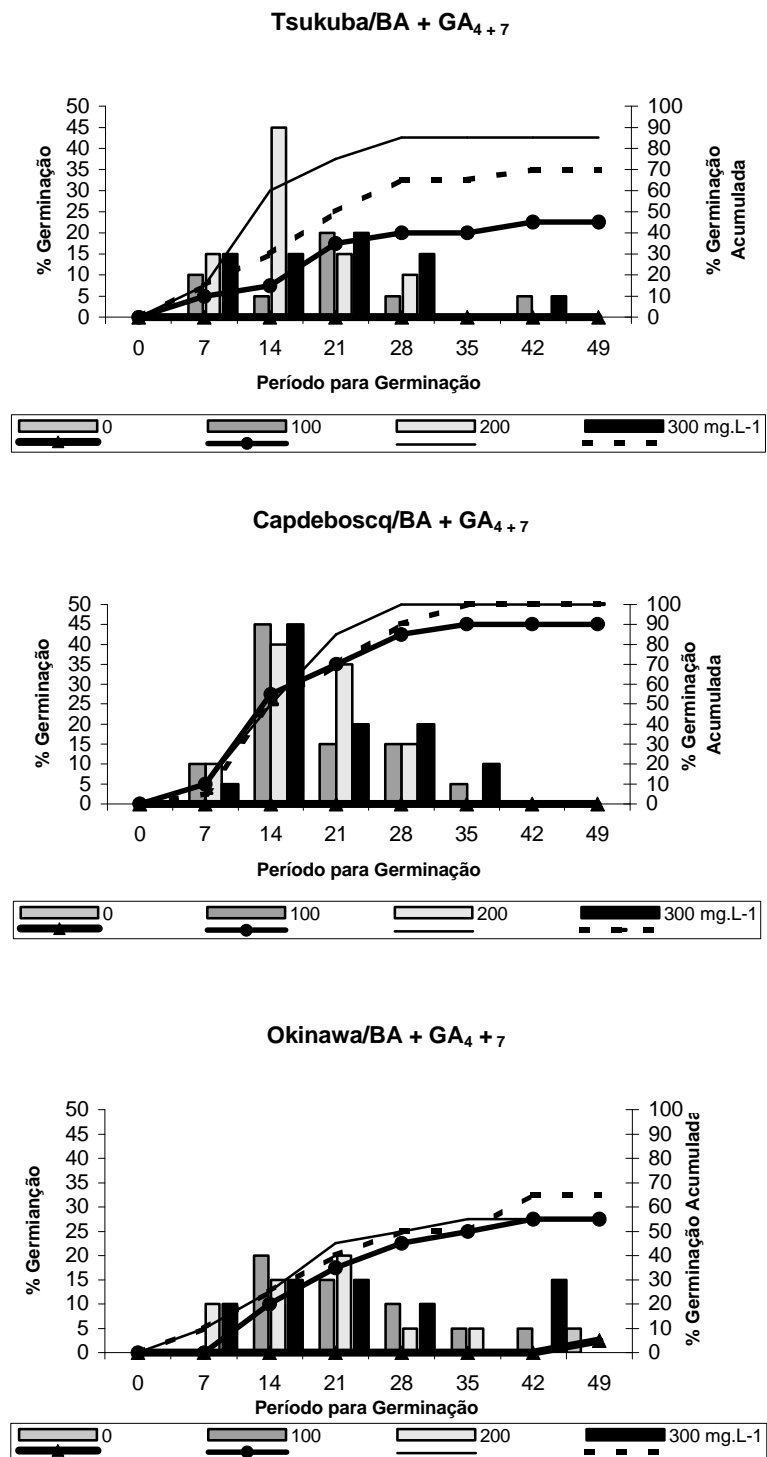 Tsukuba/BA + GA4 + 7
50 100
45 90
40 80
35 70
30 60
25 50
20 40
15 30
10 20
5 10
0 0
% Germinação
% Germinação Acumulada
0 7 14 21 28 35 42 49
Período para Germinação
0 100 200 300 mg.L-1
Capdeboscq/BA + GA4 + 7
50 100
45 90
40 80
35 70
30 60
25 50
20 40
15 30
10 20
5 10
0 0
% Germinação
% Germinação Acumulada
0 7 14 21 28 35 42 49
Período para Germinação
0 100 200 300 mg.L-1
Okinawa/BA + GA4 + 7
50 100
45 90
40 80
35 70
30 60
25 50
20 40
15 30
10 20
5 10
0 0
% Germianção
% Germinação Acumulada
0 7 14 21 28 35 42 49
Período para Germinação
0 100 200 300 mg.L-1